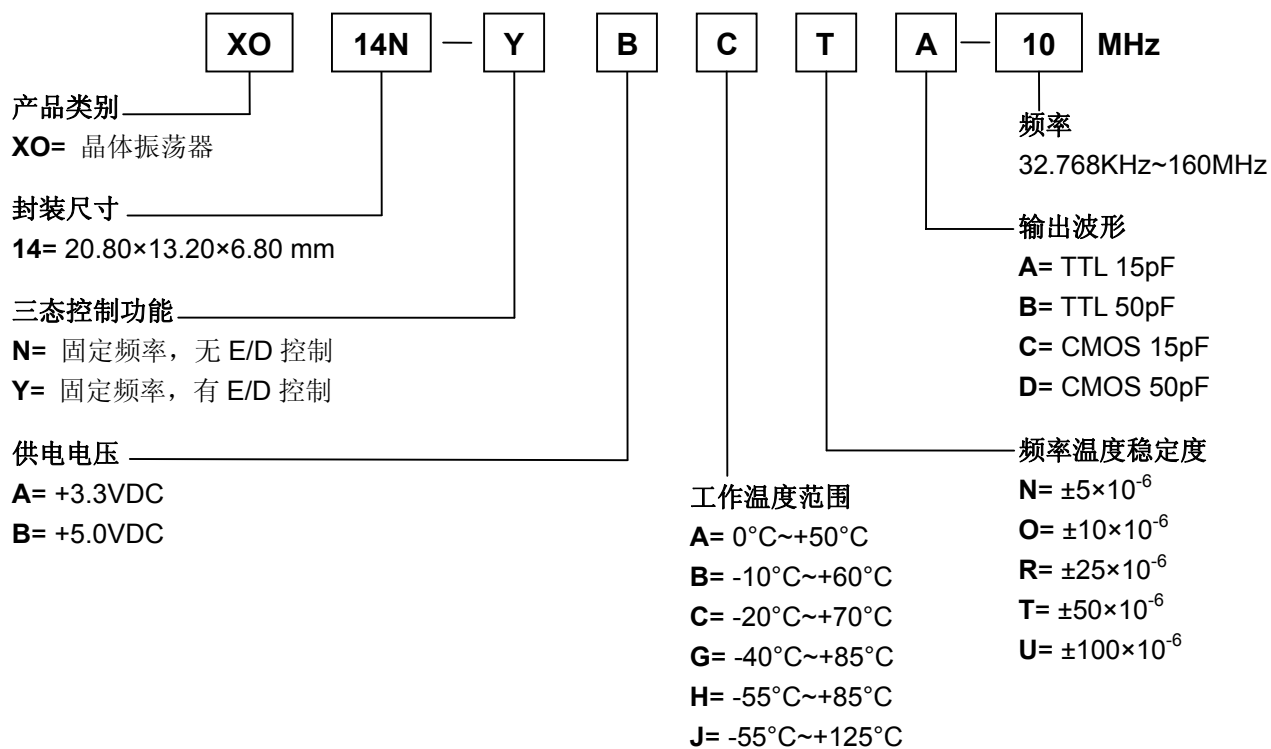 XO 14N — Y B C T A — 10 MHz
产品类别
XO= 晶体振荡器
封装尺寸
14= 20.80×13.20×6.80 mm
三态控制功能
N= 固定频率，无 E/D 控制
Y= 固定频率，有 E/D 控制
供电电压
A= +3.3VDC
B= +5.0VDC
工作温度范围
A= 0°C~+50°C
B= -10°C~+60°C
C= -20°C~+70°C
G= -40°C~+85°C
H= -55°C~+85°C
J= -55°C~+125°C
频率温度稳定度
N= ±5×10⁻⁶
O= ±10×10⁻⁶
R= ±25×10⁻⁶
T= ±50×10⁻⁶
U= ±100×10⁻⁶
输出波形
A= TTL 15pF
B= TTL 50pF
C= CMOS 15pF
D= CMOS 50pF
频率
32.768KHz~160MHz